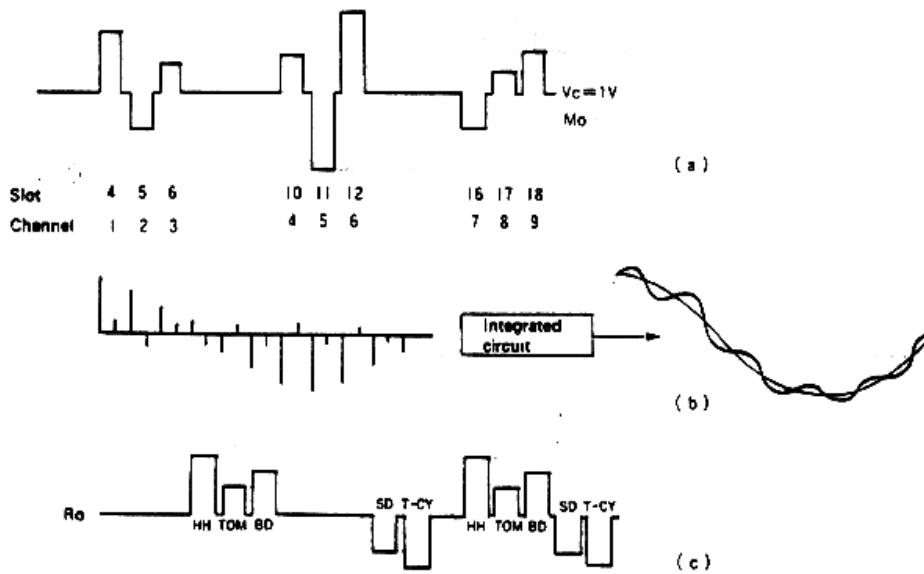 Vc=1V
Mo
(a)
Slot 4 5 6 10 11 12 16 17 18
Channel 1 2 3 4 5 6 7 8 9
Integrated
circuit
(b)
SD T-CY SD T-CY
Ro
HH TOM BD HH TOM BD
(c)